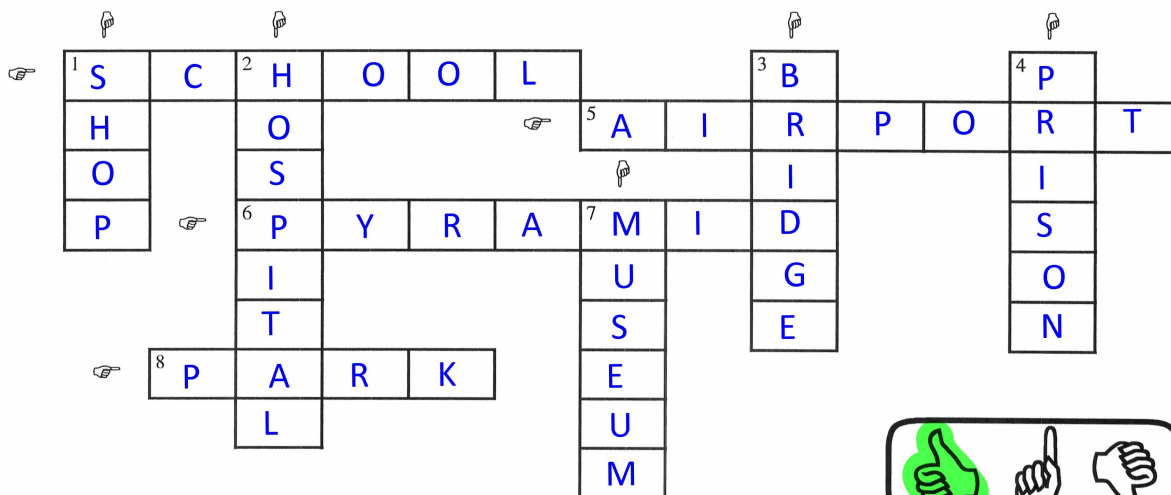 1 S C 2 H O O L 3 B 4 P
H O 5 A I R P O R T
O S I I
P 6 P Y R A 7 M I D S
I U G O
T S E N
8 P A R K E
L U
M